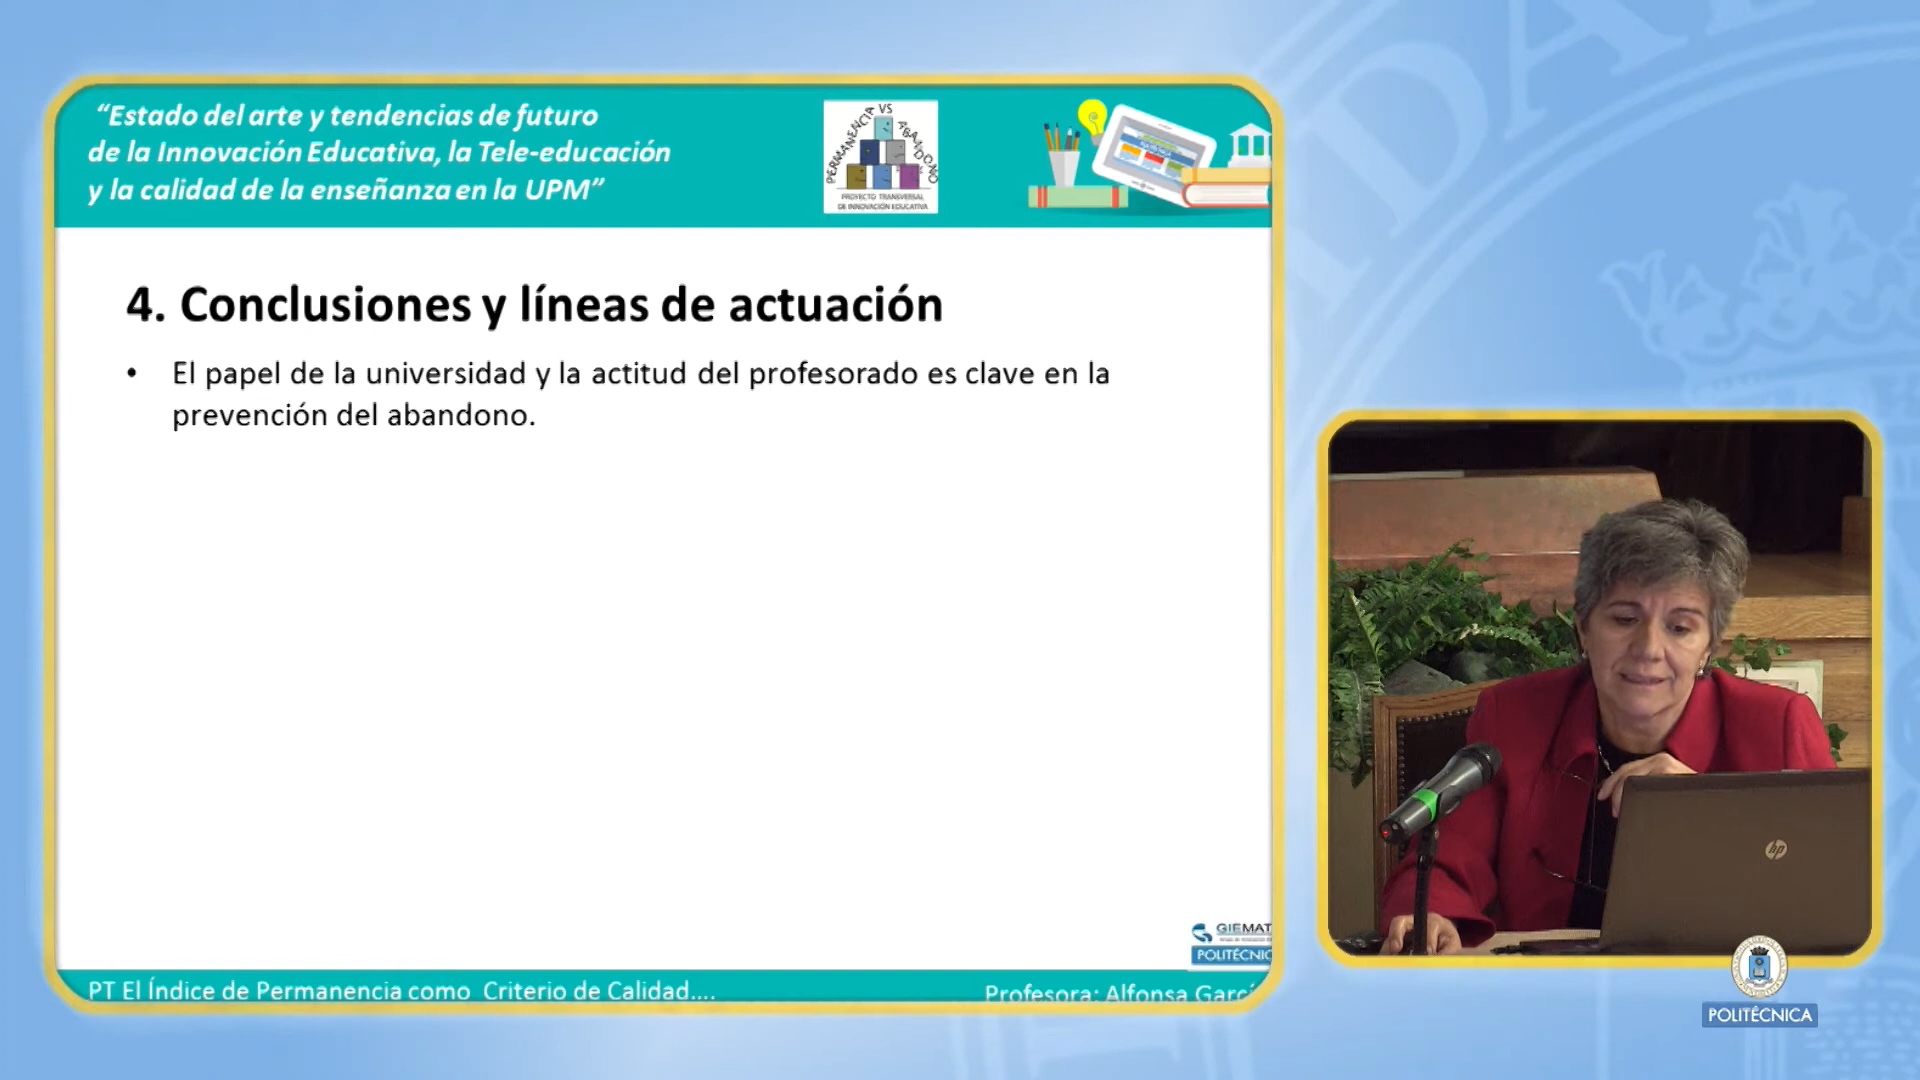 “Estado del arte y tendencias de futuro
de la Innovación Educativa, la Tele-educación
y la calidad de la enseñanza en la UPM”
PERMANENCIA VS ABANDONO
PROYECTO TRANSVERSAL
DE INNOVACIÓN EDUCATIVA
4. Conclusiones y líneas de actuación
• El papel de la universidad y la actitud del profesorado es clave en la
prevención del abandono.
GIEMAT
POLITÉCNIC
PT El Índice de Permanencia como Criterio de Calidad....
Profesora: Alfonsa Garcí
hp
POLITÉCNICA